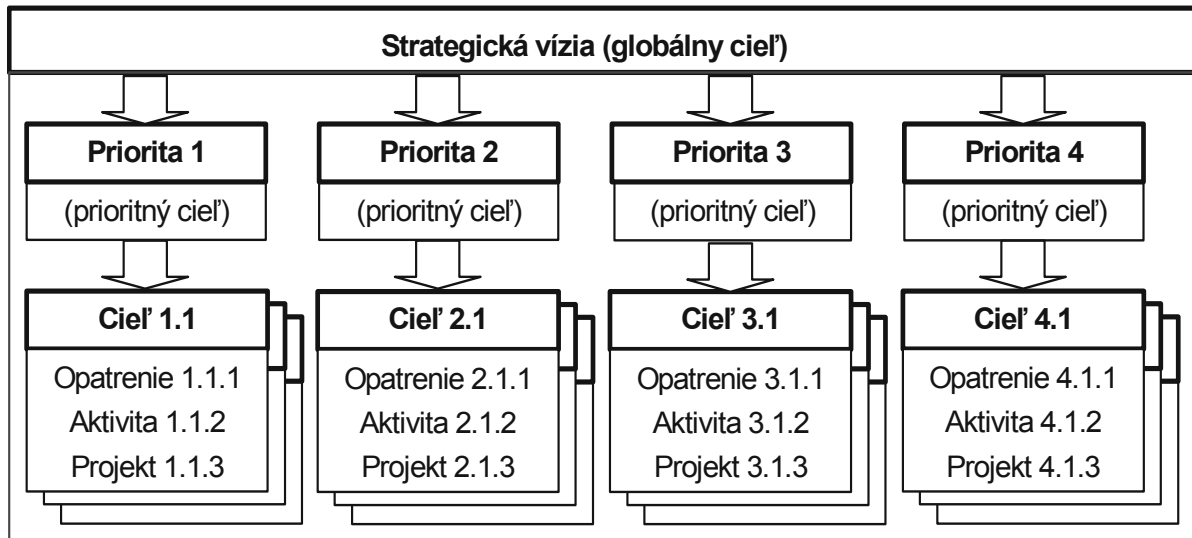 Strategická vízia (globálny cieľ)
Priorita 1
(prioritný cieľ)
Cieľ 1.1
Opatrenie 1.1.1
Aktivita 1.1.2
Projekt 1.1.3
Priorita 2
(prioritný cieľ)
Cieľ 2.1
Opatrenie 2.1.1
Aktivita 2.1.2
Projekt 2.1.3
Priorita 3
(prioritný cieľ)
Cieľ 3.1
Opatrenie 3.1.1
Aktivita 3.1.2
Projekt 3.1.3
Priorita 4
(prioritný cieľ)
Cieľ 4.1
Opatrenie 4.1.1
Aktivita 4.1.2
Projekt 4.1.3